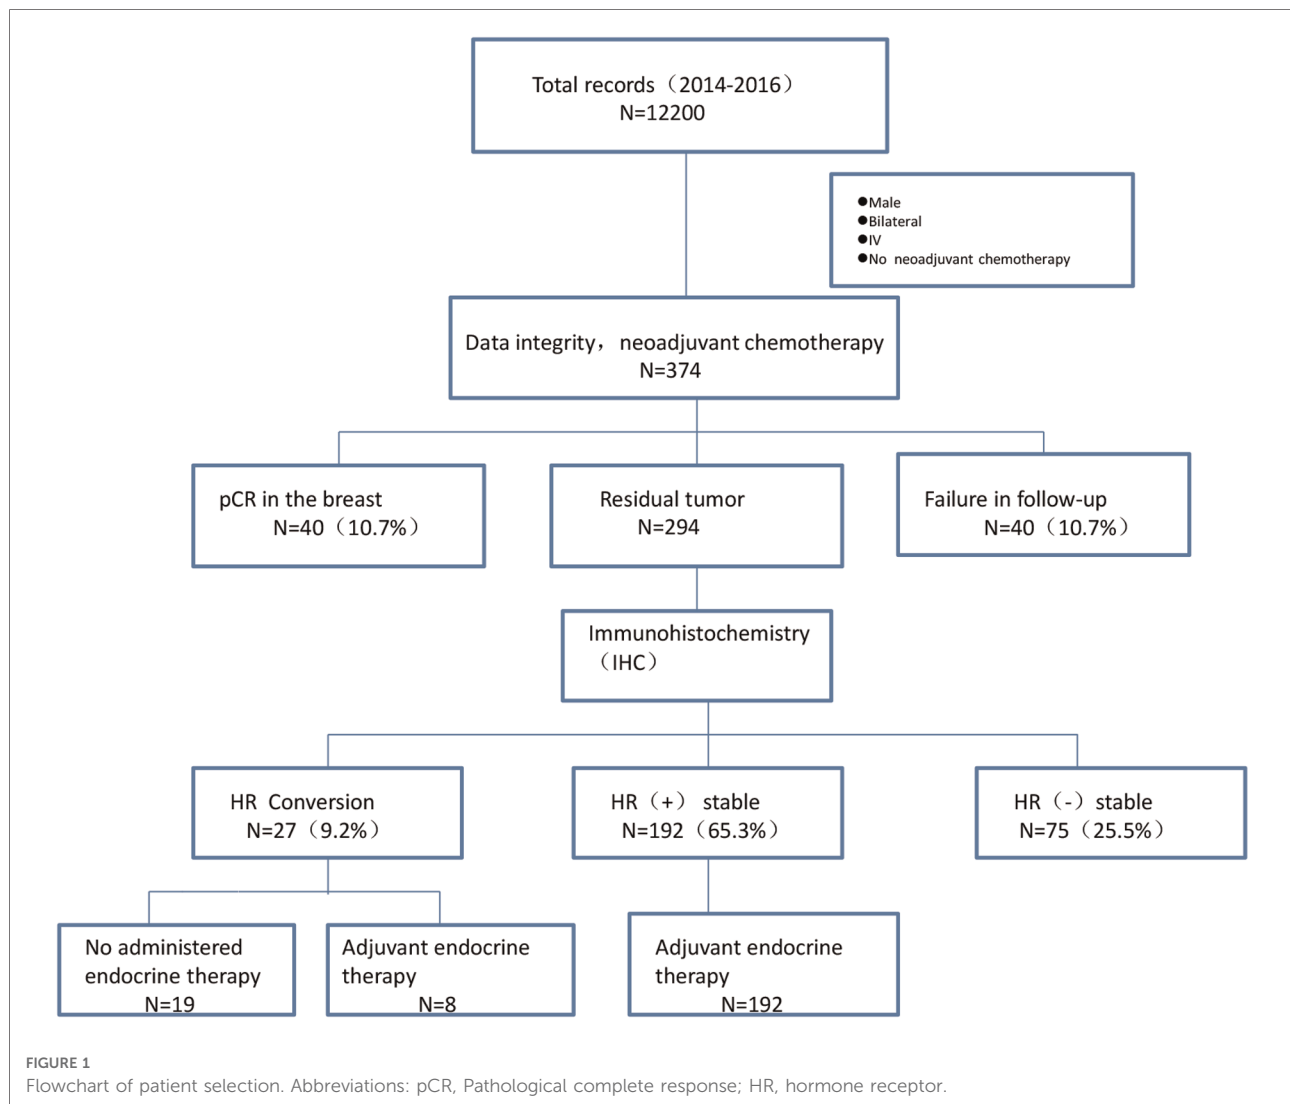 Total records（2014-2016）
N=12200
●Male
●Bilateral
●IV
●No neoadjuvant chemotherapy
Data integrity，neoadjuvant chemotherapy
N=374
pCR in the breast
N=40（10.7%）
Residual tumor
N=294
Failure in follow-up
N=40（10.7%）
Immunohistochemistry
（IHC）
HR Conversion
N=27（9.2%）
HR（+）stable
N=192（65.3%）
HR（-）stable
N=75（25.5%）
No administered
endocrine therapy
N=19
Adjuvant endocrine
therapy
N=8
Adjuvant endocrine
therapy
N=192
FIGURE 1
Flowchart of patient selection. Abbreviations: pCR, Pathological complete response; HR, hormone receptor.